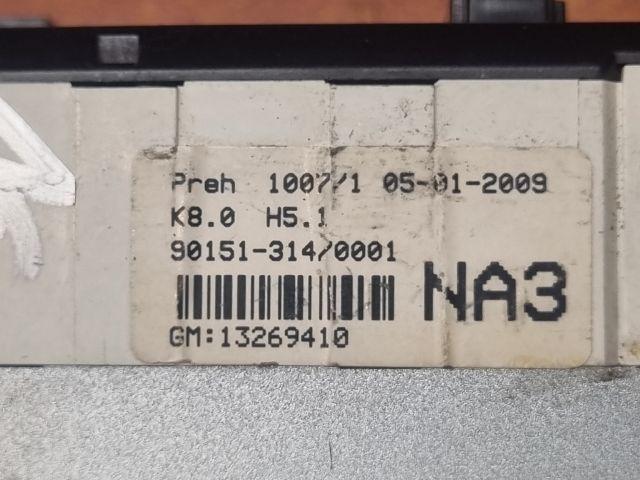 Preh 1007/1 05-01-2009
K8.0 H5.1
90151-314/0001
NA3
GM:13269410